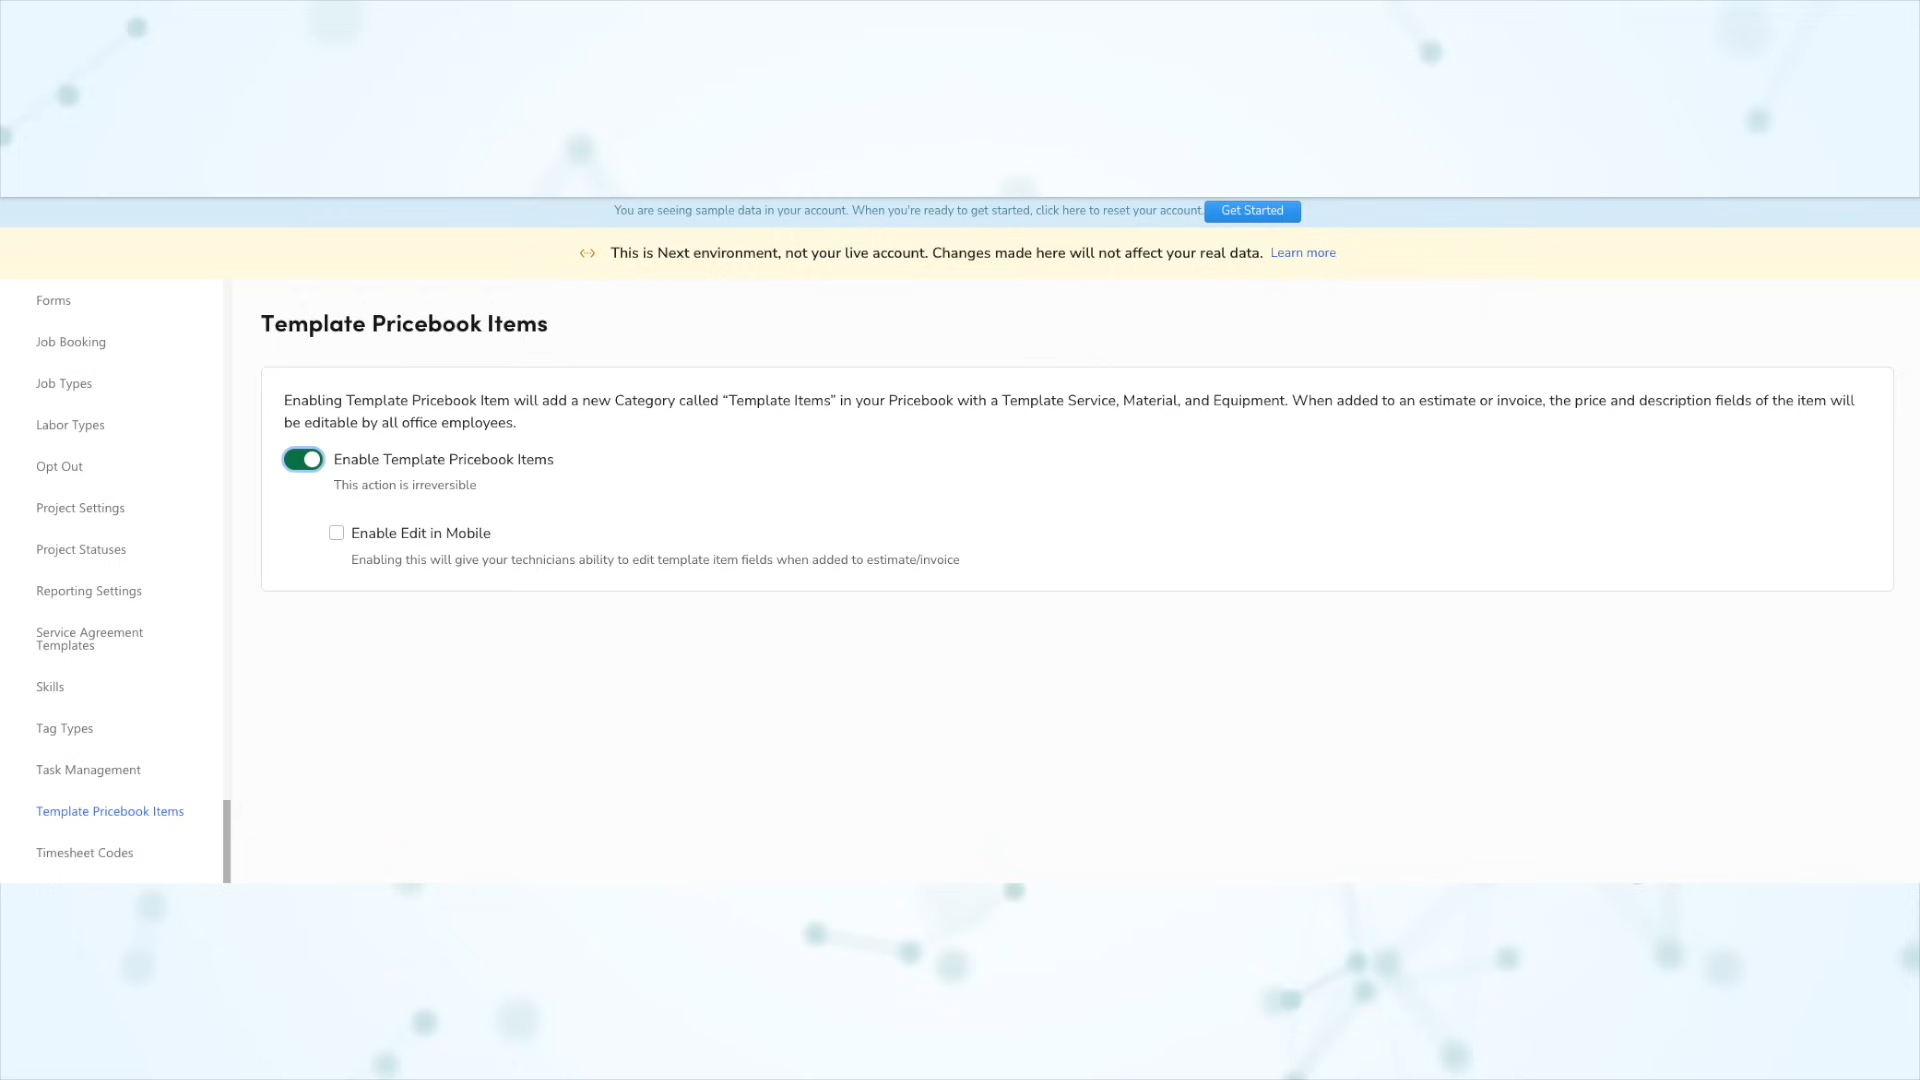 You are seeing sample data in your account. When you're ready to get started, click here to reset your account.
Get Started
This is Next environment, not your live account. Changes made here will not affect your real data. Learn more
Forms
Job Booking
Job Types
Labor Types
Opt Out
Project Settings
Project Statuses
Reporting Settings
Service Agreement
Templates
Skills
Tag Types
Task Management
Template Pricebook Items
Timesheet Codes
Template Pricebook Items
Enabling Template Pricebook Item will add a new Category called “Template Items” in your Pricebook with a Template Service, Material, and Equipment. When added to an estimate or invoice, the price and description fields of the item will
be editable by all office employees.
Enable Template Pricebook Items
This action is irreversible
Enable Edit in Mobile
Enabling this will give your technicians ability to edit template item fields when added to estimate/invoice